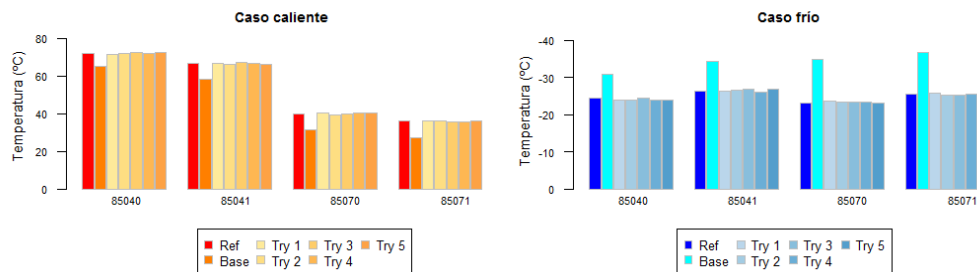 Caso caliente
Temperatura (ºC)
80
60
40
20
0
85040 85041 85070 85071
Ref Try 1 Try 3 Try 5
Base Try 2 Try 4
Caso frío
Temperatura (ºC)
-40
-30
-20
-10
0
85040 85041 85070 85071
Ref Try 1 Try 3 Try 5
Base Try 2 Try 4